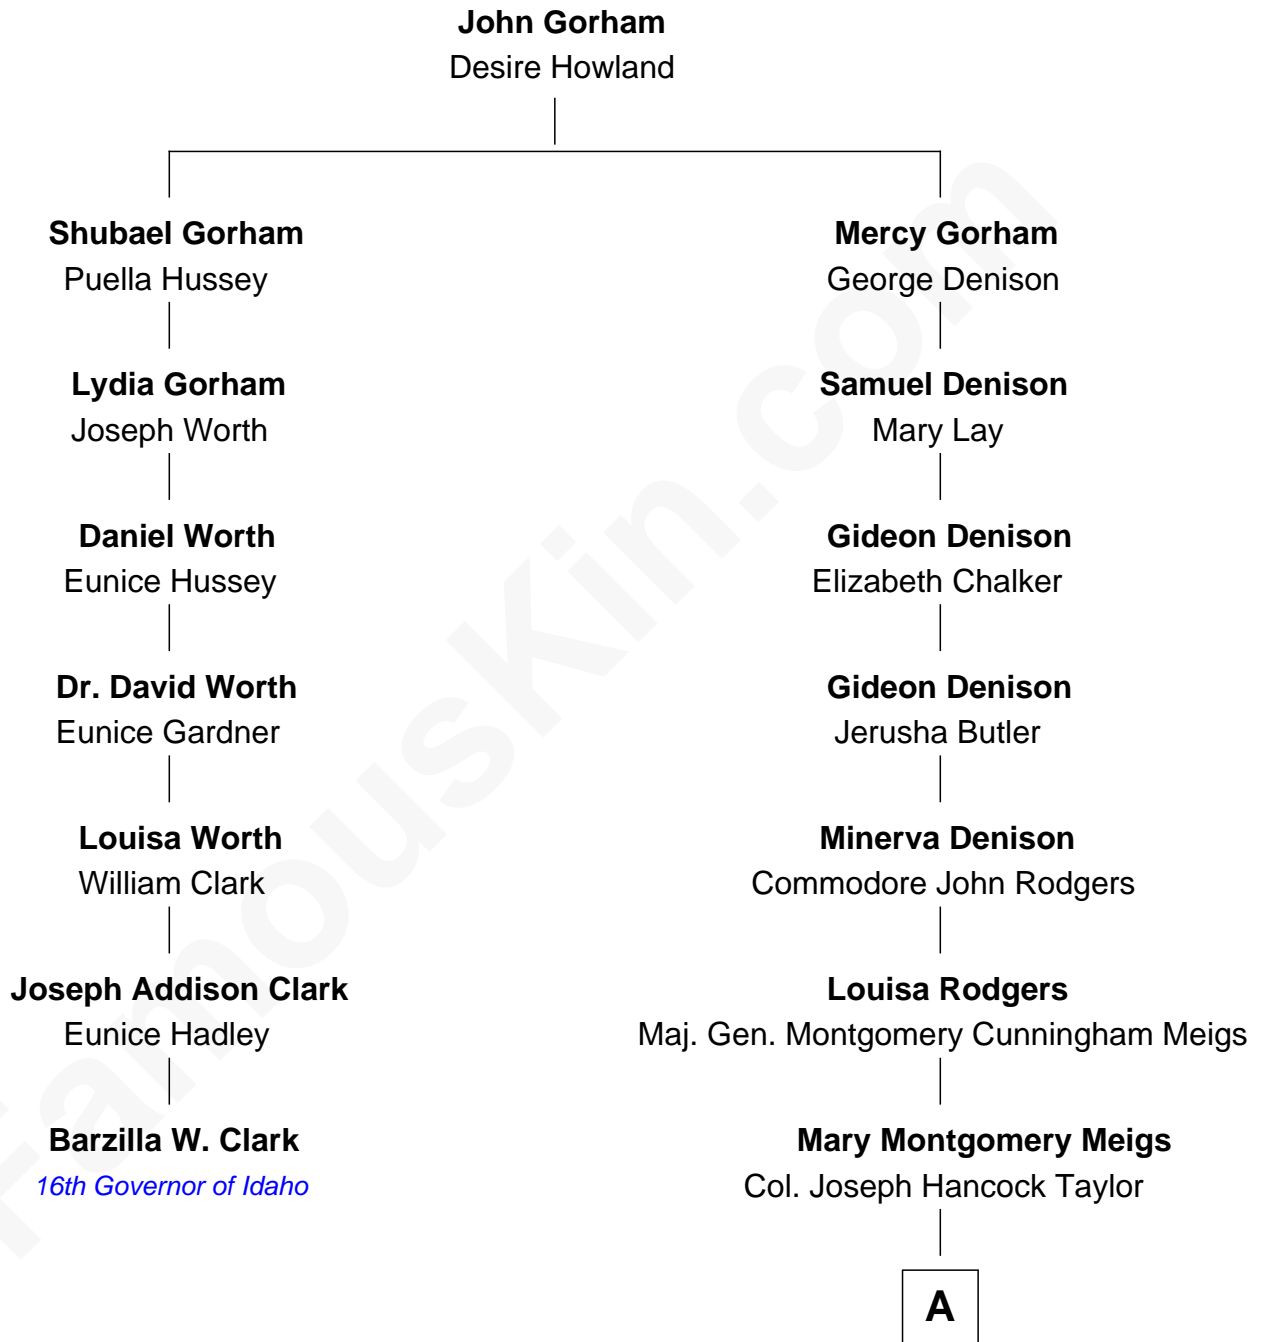 John Gorham
Desire Howland
Shubael Gorham
Puella Hussey
Mercy Gorham
George Denison
Lydia Gorham
Joseph Worth
Samuel Denison
Mary Lay
Daniel Worth
Eunice Hussey
Gideon Denison
Elizabeth Chalker
Dr. David Worth
Eunice Gardner
Gideon Denison
Jerusha Butler
Louisa Worth
William Clark
Minerva Denison
Commodore John Rodgers
Joseph Addison Clark
Eunice Hadley
Louisa Rodgers
Maj. Gen. Montgomery Cunningham Meigs
Barzilla W. Clark
16th Governor of Idaho
Mary Montgomery Meigs
Col. Joseph Hancock Taylor
A
FamousKin.com